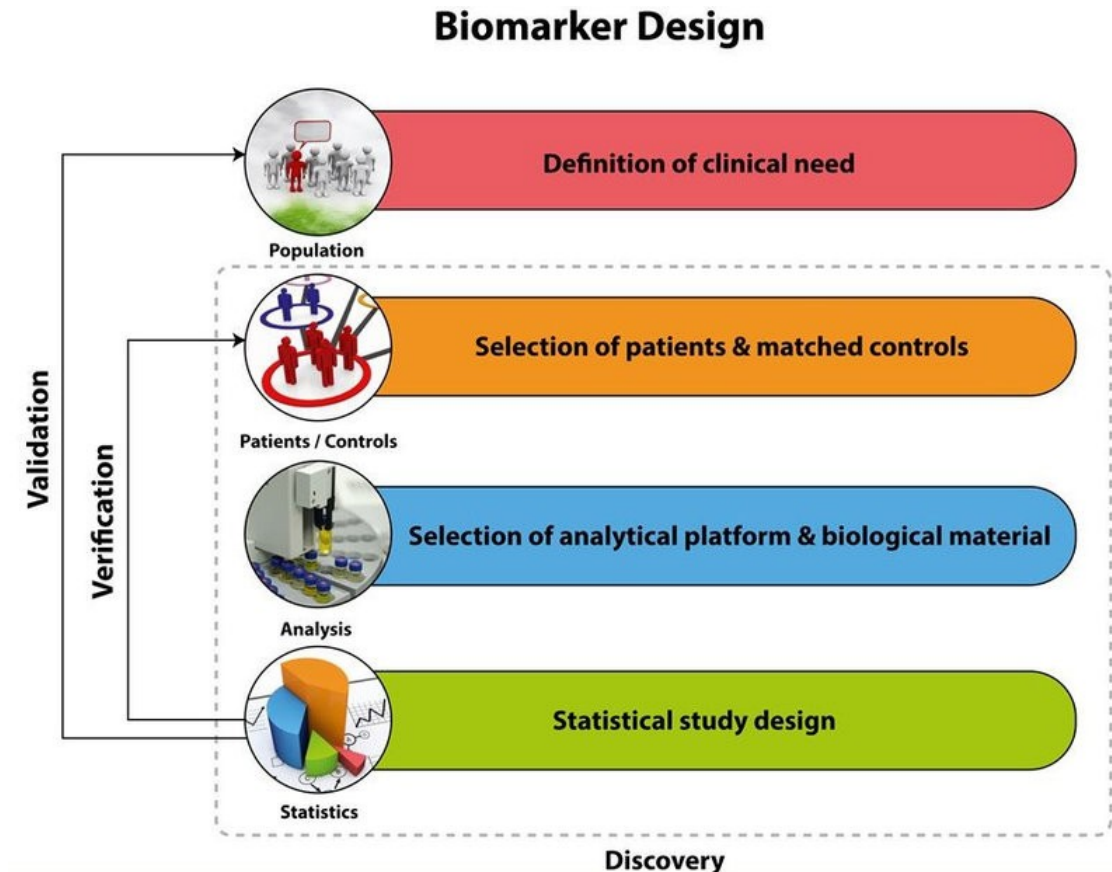 Biomarker Design
Definition of clinical need
Population
Selection of patients & matched controls
Patients / Controls
Selection of analytical platform & biological material
Analysis
Statistical study design
Statistics
Validation
Verification
Discovery